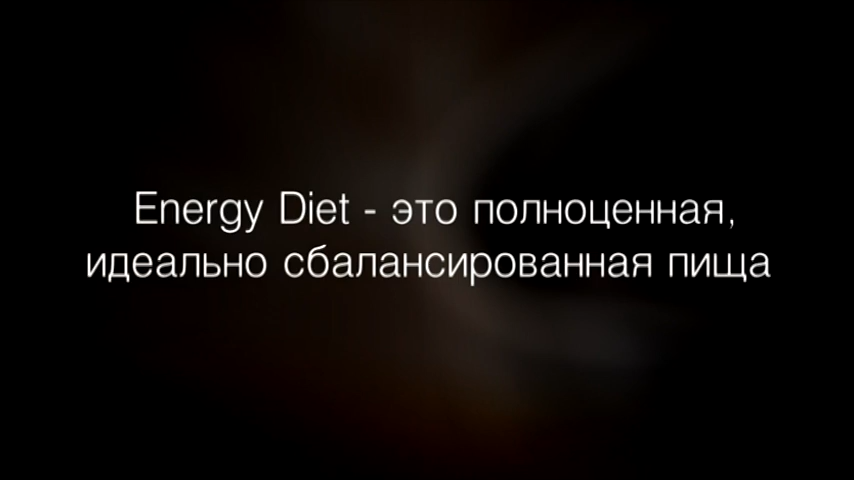 Energy Diet - это полноценная,
идеально сбалансированная пища